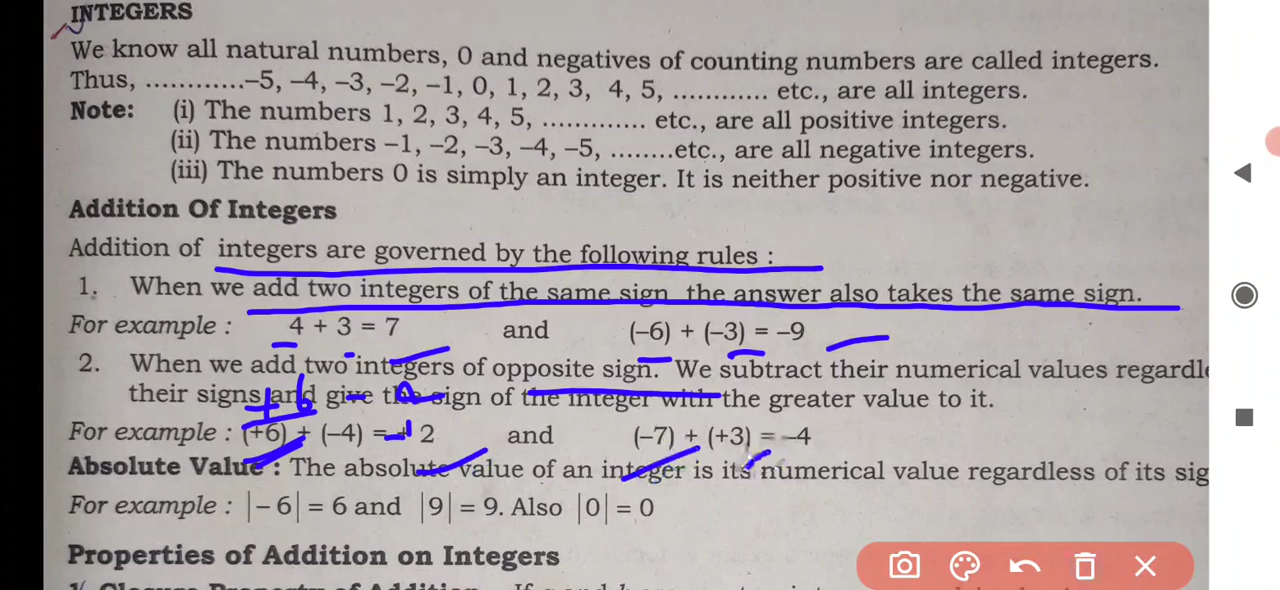 INTEGERS
We know all natural numbers, 0 and negatives of counting numbers are called integers.
Thus, ............–5, –4, –3, –2, –1, 0, 1, 2, 3, 4, 5, ............ etc., are all integers.
Note: (i) The numbers 1, 2, 3, 4, 5, ............. etc., are all positive integers.
(ii) The numbers –1, –2, –3, –4, –5, ........etc., are all negative integers.
(iii) The numbers 0 is simply an integer. It is neither positive nor negative.
Addition Of Integers
Addition of integers are governed by the following rules :
1. When we add two integers of the same sign the answer also takes the same sign.
For example : 4 + 3 = 7 and (–6) + (–3) = –9
2. When we add two integers of opposite sign. We subtract their numerical values regardl
their signs and give the sign of the integer with the greater value to it.
+6
For example : (+6) + (–4) = + 2 and (–7) + (+3) = –4
Absolute Value : The absolute value of an integer is its numerical value regardless of its sig
For example : |– 6| = 6 and |9| = 9. Also |0| = 0
Properties of Addition on Integers
Closure Property of Addition